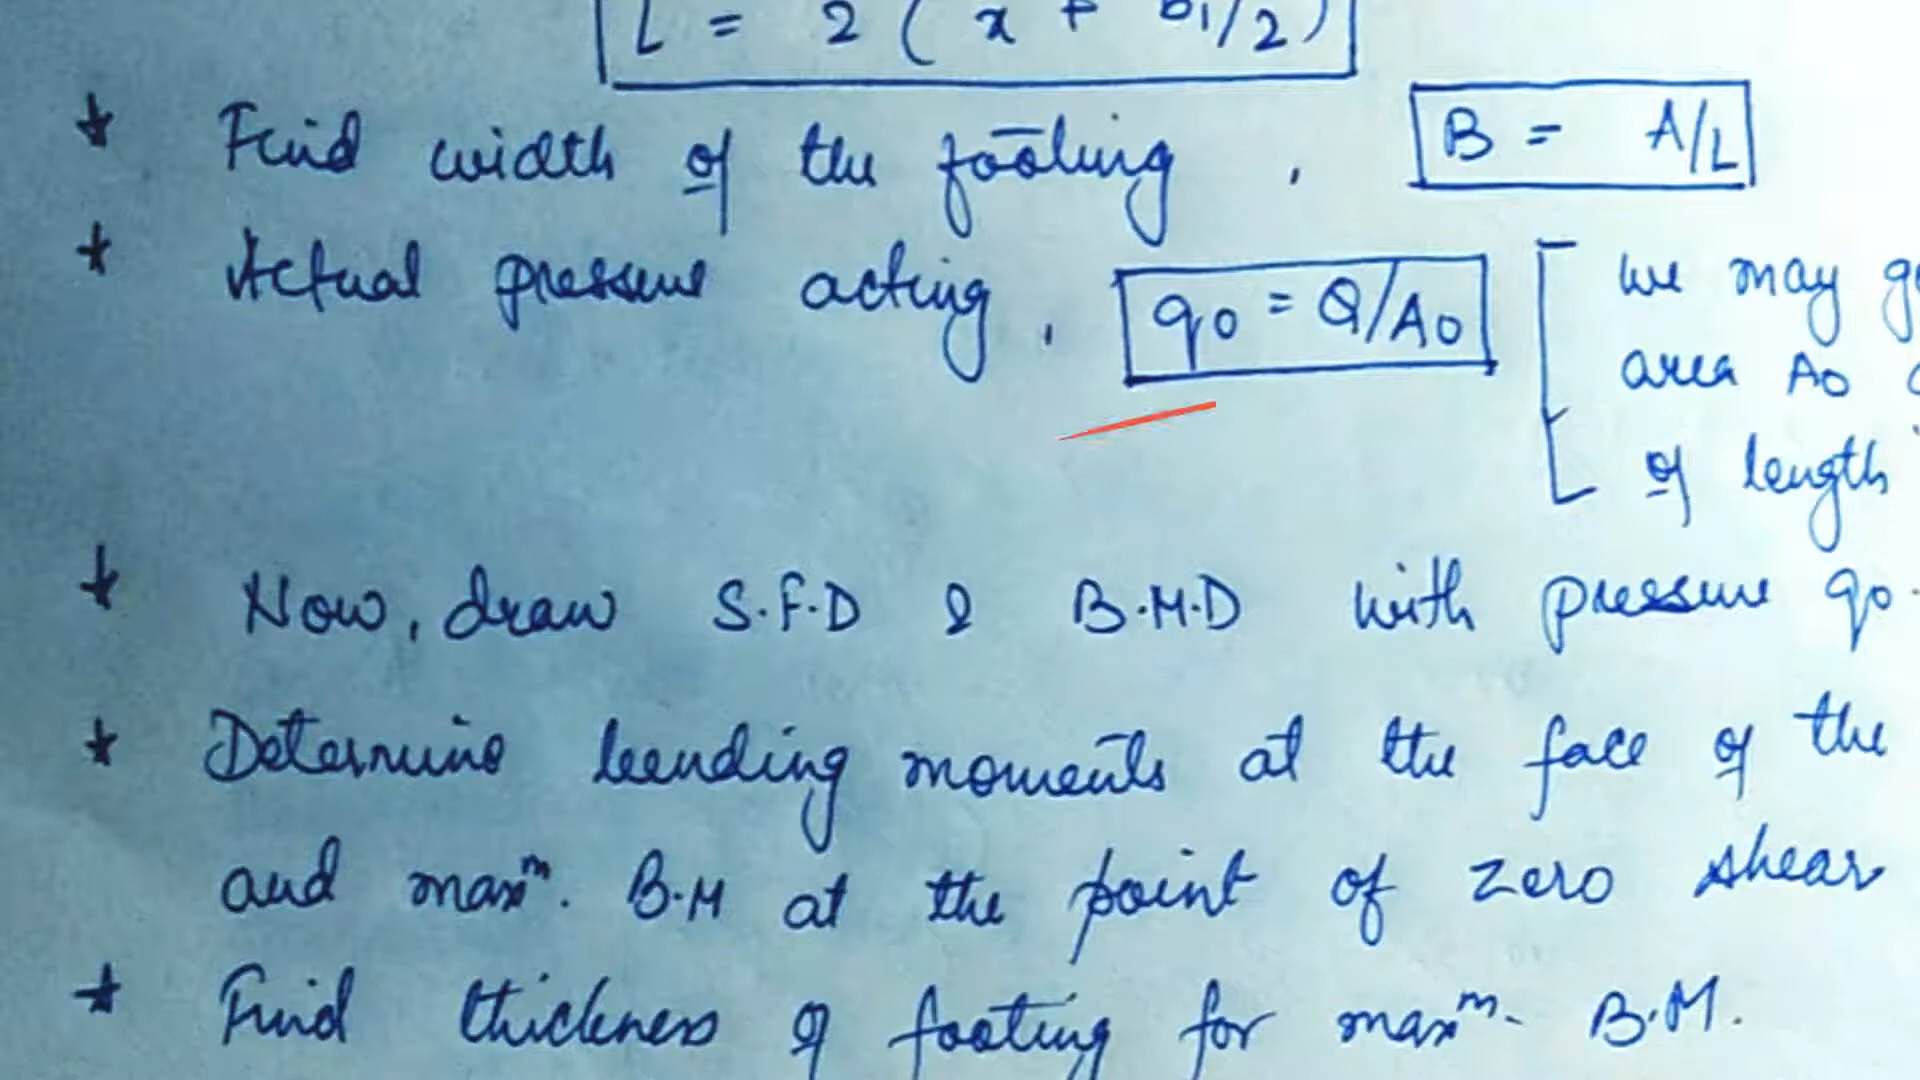 L = 2 ( x + b1/2 )
* Find width of the footing , B = A/L
* Actual pressure acting , q0 = Q/A0
[ we may
area A0
of length
* Now, draw S.F.D & B.M.D with pressure q0.
* Determine bending moments at the face of the
and maxm. B.M at the point of zero shear
* Find thickness of footing for maxm. B.M.